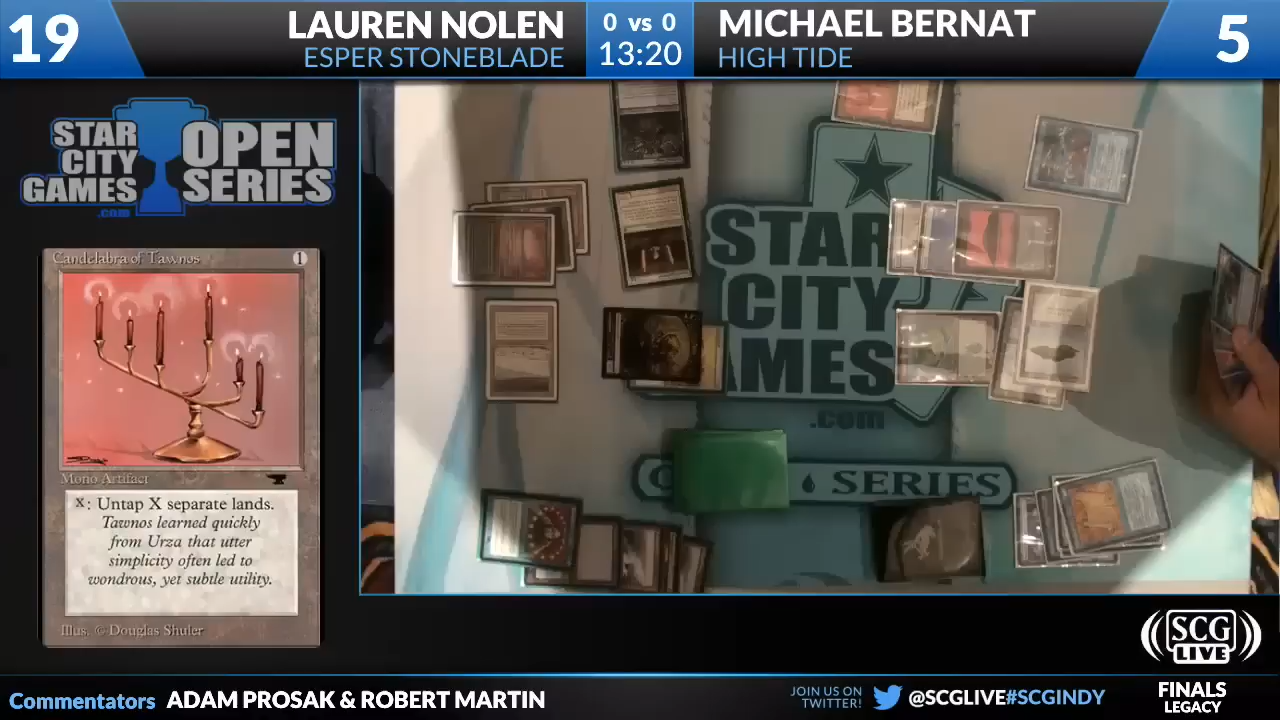 19
LAUREN NOLEN
ESPER STONEBLADE
0 vs 0
13:20
MICHAEL BERNAT
HIGH TIDE
5
STAR
CITY
GAMES
.com
OPEN
SERIES
Candelabra of Tawnos 1
Mono Artifact
X: Untap X separate lands.
Tawnos learned quickly
from Urza that utter
simplicity often led to
wondrous, yet subtle utility.
Illus. © Douglas Shuler
STAR
CITY
AMES
.com
SERIES
SCG
LIVE
Commentators ADAM PROSAK & ROBERT MARTIN
JOIN US ON
TWITTER!
@SCGLIVE#SCGINDY
FINALS
LEGACY